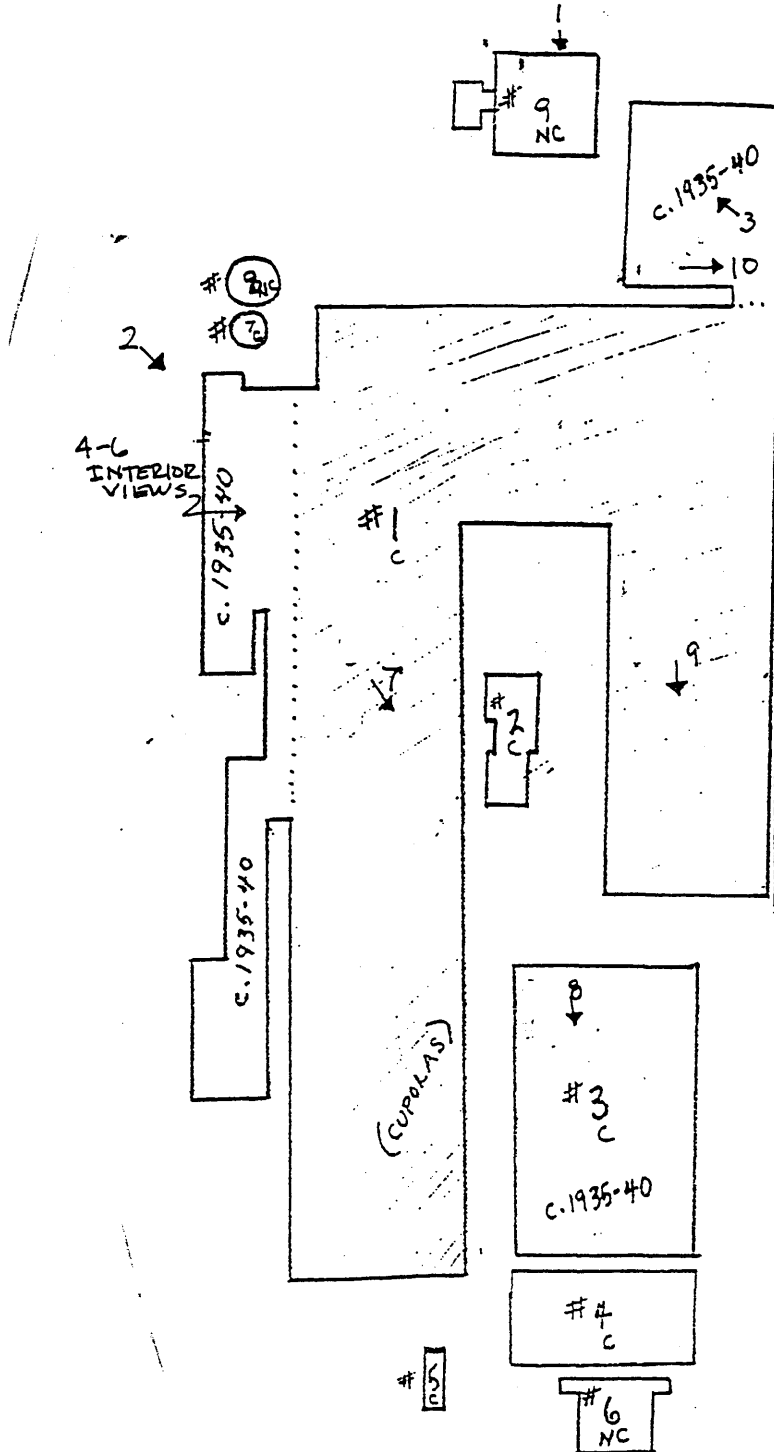 1
# 9
NC
c. 1935-40
3
10
# 8 NC
# 7
C
2
4-6
INTERIOR
VIEWS
2
c. 1935-40
# 1
C
7
9
# 2
C
c. 1935-40
(CUPOLAS)
8
# 3
C
c. 1935-40
# 4
C
# 5
C
# 6
NC